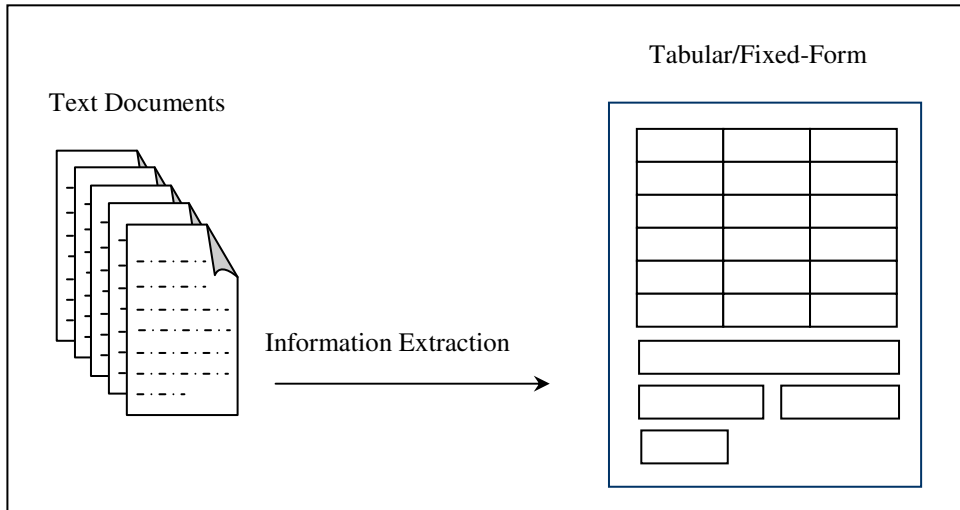 Tabular/Fixed-Form
Text Documents
Information Extraction